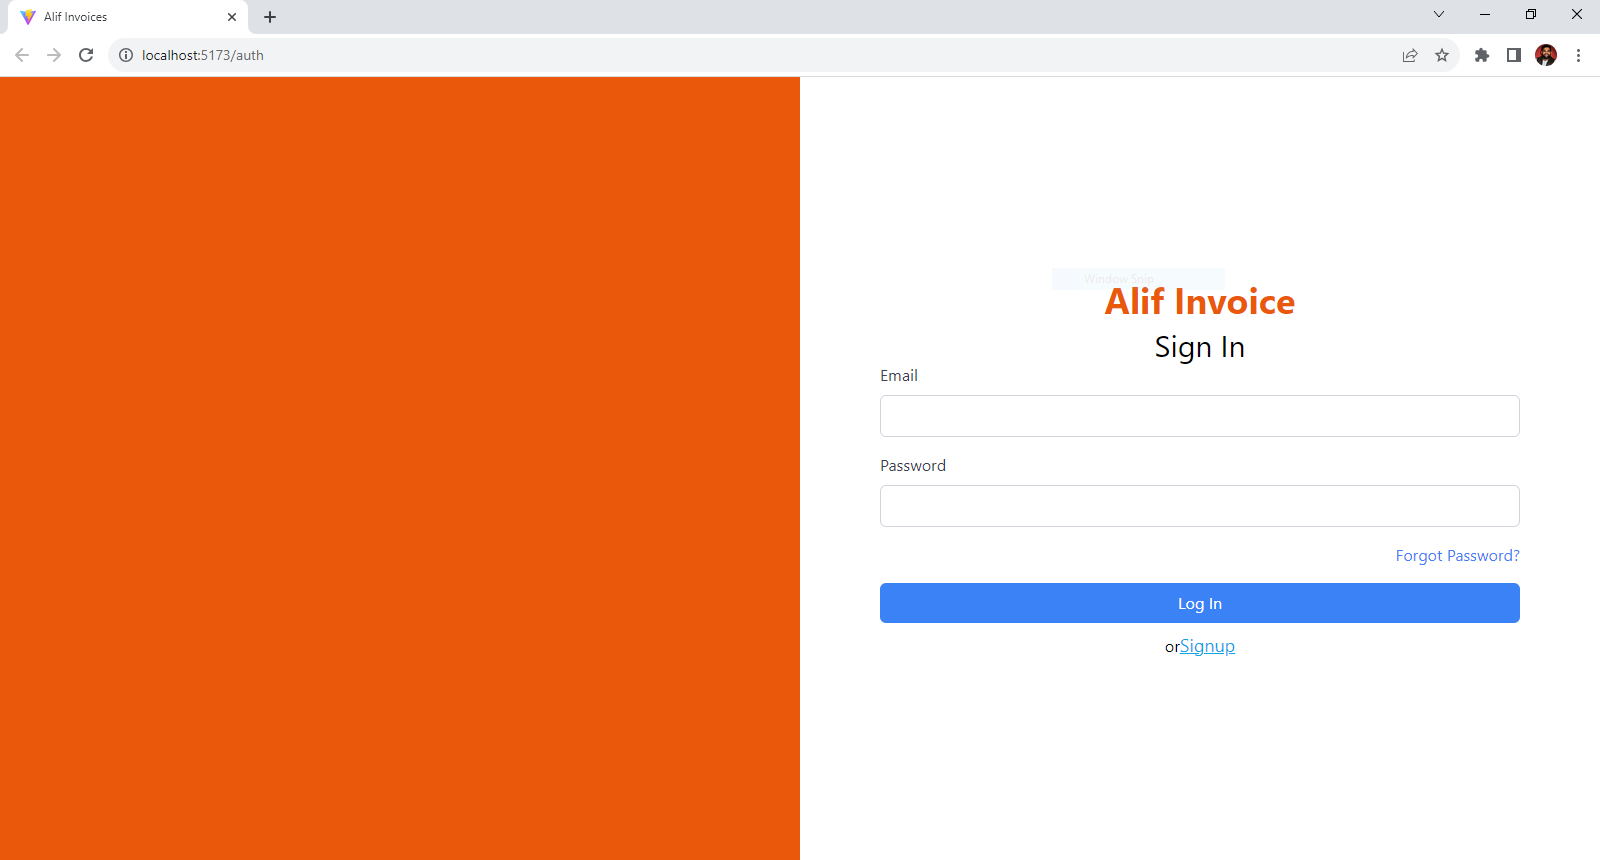 Alif Invoices
localhost:5173/auth
Window Snip
Alif Invoice
Sign In
Email
Password
Forgot Password?
Log In
orSignup